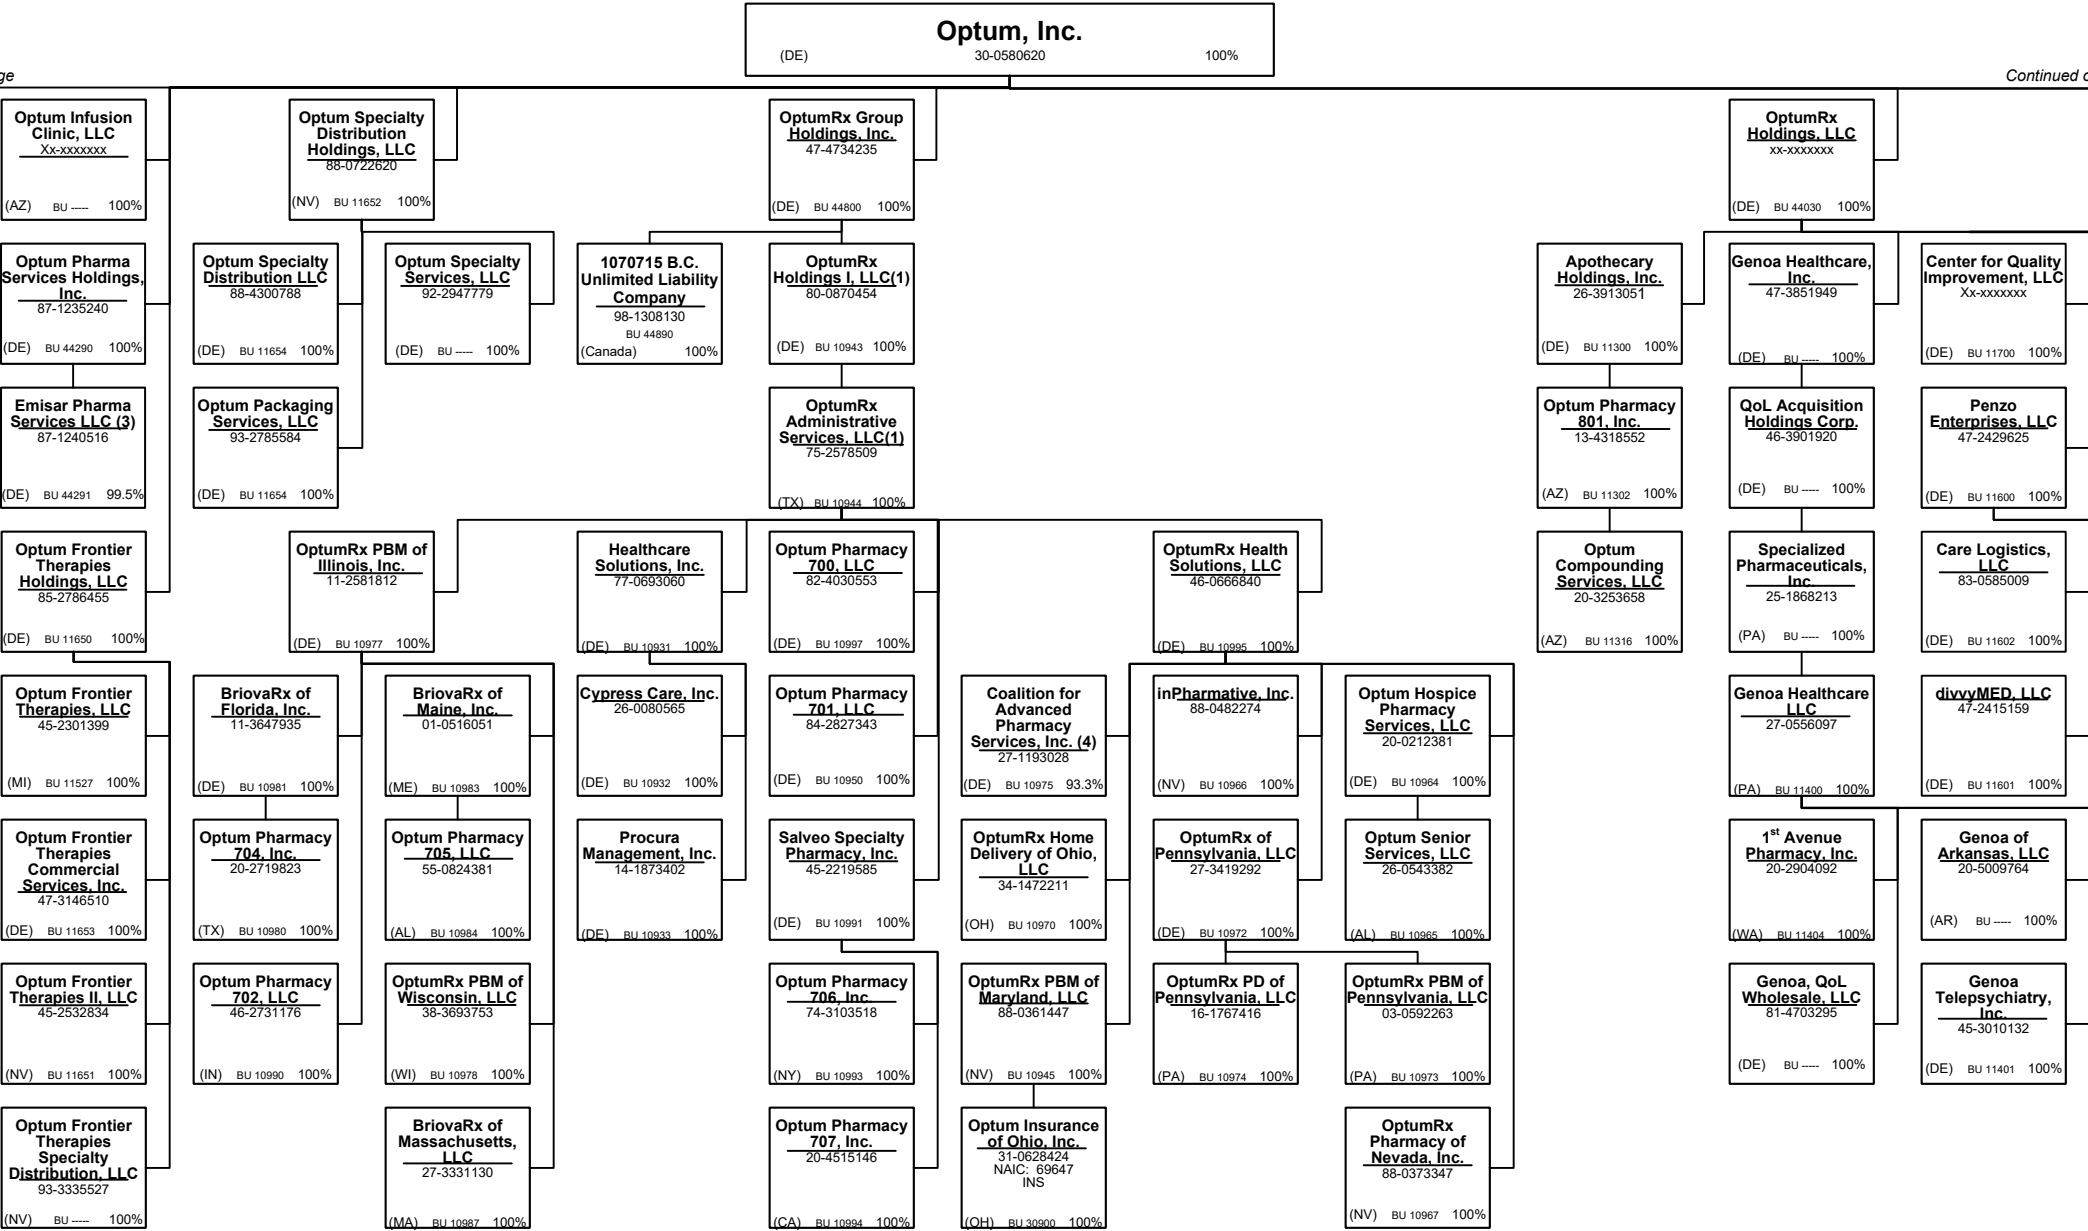 Optum, Inc.
(DE) 30-0580620 100%
ge
Continued o
Optum Infusion
Clinic, LLC
Xx-xxxxxxx
(AZ) BU ----- 100%
Optum Specialty
Distribution
Holdings, LLC
88-0722620
(NV) BU 11652 100%
OptumRx Group
Holdings, Inc.
47-4734235
(DE) BU 44800 100%
OptumRx
Holdings, LLC
xx-xxxxxxx
(DE) BU 44030 100%
Optum Pharma
Services Holdings,
Inc.
87-1235240
(DE) BU 44290 100%
Optum Specialty
Distribution LLC
88-4300788
(DE) BU 11654 100%
Optum Specialty
Services, LLC
92-2947779
(DE) BU ----- 100%
1070715 B.C.
Unlimited Liability
Company
98-1308130
BU 44890
(Canada) 100%
OptumRx
Holdings I, LLC(1)
80-0870454
(DE) BU 10943 100%
Apothecary
Holdings, Inc.
26-3913051
(DE) BU 11300 100%
Genoa Healthcare,
Inc.
47-3851949
(DE) BU ----- 100%
Center for Quality
Improvement, LLC
Xx-xxxxxxx
(DE) BU 11700 100%
Emisar Pharma
Services LLC (3)
87-1240516
(DE) BU 44291 99.5%
Optum Packaging
Services, LLC
93-2785584
(DE) BU 11654 100%
OptumRx
Administrative
Services, LLC(1)
75-2578509
(TX) BU 10944 100%
Optum Pharmacy
801, Inc.
13-4318552
(AZ) BU 11302 100%
QoL Acquisition
Holdings Corp.
46-3901920
(DE) BU ----- 100%
Penzo
Enterprises, LLC
47-2429625
(DE) BU 11600 100%
Optum Frontier
Therapies
Holdings, LLC
85-2786455
(DE) BU 11650 100%
OptumRx PBM of
Illinois, Inc.
11-2581812
(DE) BU 10977 100%
Healthcare
Solutions, Inc.
77-0693060
(DE) BU 10931 100%
Optum Pharmacy
700, LLC
82-4030553
(DE) BU 10997 100%
OptumRx Health
Solutions, LLC
46-0666840
(DE) BU 10995 100%
Optum
Compounding
Services, LLC
20-3253658
(AZ) BU 11316 100%
Specialized
Pharmaceuticals,
Inc.
25-1868213
(PA) BU ----- 100%
Care Logistics,
LLC
83-0585009
(DE) BU 11602 100%
Optum Frontier
Therapies, LLC
45-2301399
(MI) BU 11527 100%
BriovaRx of
Florida, Inc.
11-3647935
(DE) BU 10981 100%
BriovaRx of
Maine, Inc.
01-0516051
(ME) BU 10983 100%
Cypress Care, Inc.
26-0080565
(DE) BU 10932 100%
Optum Pharmacy
701, LLC
84-2827343
(DE) BU 10950 100%
Coalition for
Advanced
Pharmacy
Services, Inc. (4)
27-1193028
(DE) BU 10975 93.3%
inPharmative, Inc.
88-0482274
(NV) BU 10966 100%
Optum Hospice
Pharmacy
Services, LLC
20-0212381
(DE) BU 10964 100%
Genoa Healthcare
LLC
27-0556097
(PA) BU 11400 100%
divvyMED, LLC
47-2415159
(DE) BU 11601 100%
Optum Frontier
Therapies
Commercial
Services, Inc.
47-3146510
(DE) BU 11653 100%
Optum Pharmacy
704, Inc.
20-2719823
(TX) BU 10980 100%
Optum Pharmacy
705, LLC
55-0824381
(AL) BU 10984 100%
Procura
Management, Inc.
14-1873402
(DE) BU 10933 100%
Salveo Specialty
Pharmacy, Inc.
45-2219585
(DE) BU 10991 100%
OptumRx Home
Delivery of Ohio,
LLC
34-1472211
(OH) BU 10970 100%
OptumRx of
Pennsylvania, LLC
27-3419292
(DE) BU 10972 100%
Optum Senior
Services, LLC
26-0543382
(AL) BU 10965 100%
1st Avenue
Pharmacy, Inc.
20-2904092
(WA) BU 11404 100%
Genoa of
Arkansas, LLC
20-5009764
(AR) BU ----- 100%
Optum Frontier
Therapies II, LLC
45-2532834
(NV) BU 11651 100%
Optum Pharmacy
702, LLC
46-2731176
(IN) BU 10990 100%
OptumRx PBM of
Wisconsin, LLC
38-3693753
(WI) BU 10978 100%
Optum Pharmacy
706, Inc.
74-3103518
(NY) BU 10993 100%
OptumRx PBM of
Maryland, LLC
88-0361447
(NV) BU 10945 100%
OptumRx PD of
Pennsylvania, LLC
16-1767416
(PA) BU 10974 100%
OptumRx PBM of
Pennsylvania, LLC
03-0592263
(PA) BU 10973 100%
Genoa, QoL
Wholesale, LLC
81-4703295
(DE) BU ----- 100%
Genoa
Telepsychiatry,
Inc.
45-3010132
(DE) BU 11401 100%
Optum Frontier
Therapies
Specialty
Distribution, LLC
93-3335527
(NV) BU ----- 100%
BriovaRx of
Massachusetts,
LLC
27-3331130
(MA) BU 10987 100%
Optum Pharmacy
707, Inc.
20-4515146
(CA) BU 10994 100%
Optum Insurance
of Ohio, Inc.
31-0628424
NAIC: 69647
INS
(OH) BU 30900 100%
OptumRx
Pharmacy of
Nevada, Inc.
88-0373347
(NV) BU 10967 100%